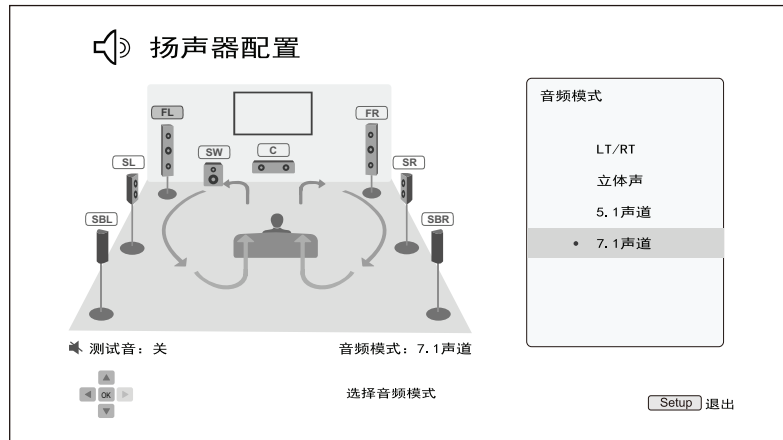 扬声器配置
音频模式
FL
FR
SW
C
SL
SR
SBL
SBR
LT/RT
立体声
5.1声道
• 7.1声道
测试音：关
音频模式：7.1声道
OK
选择音频模式
Setup 退出